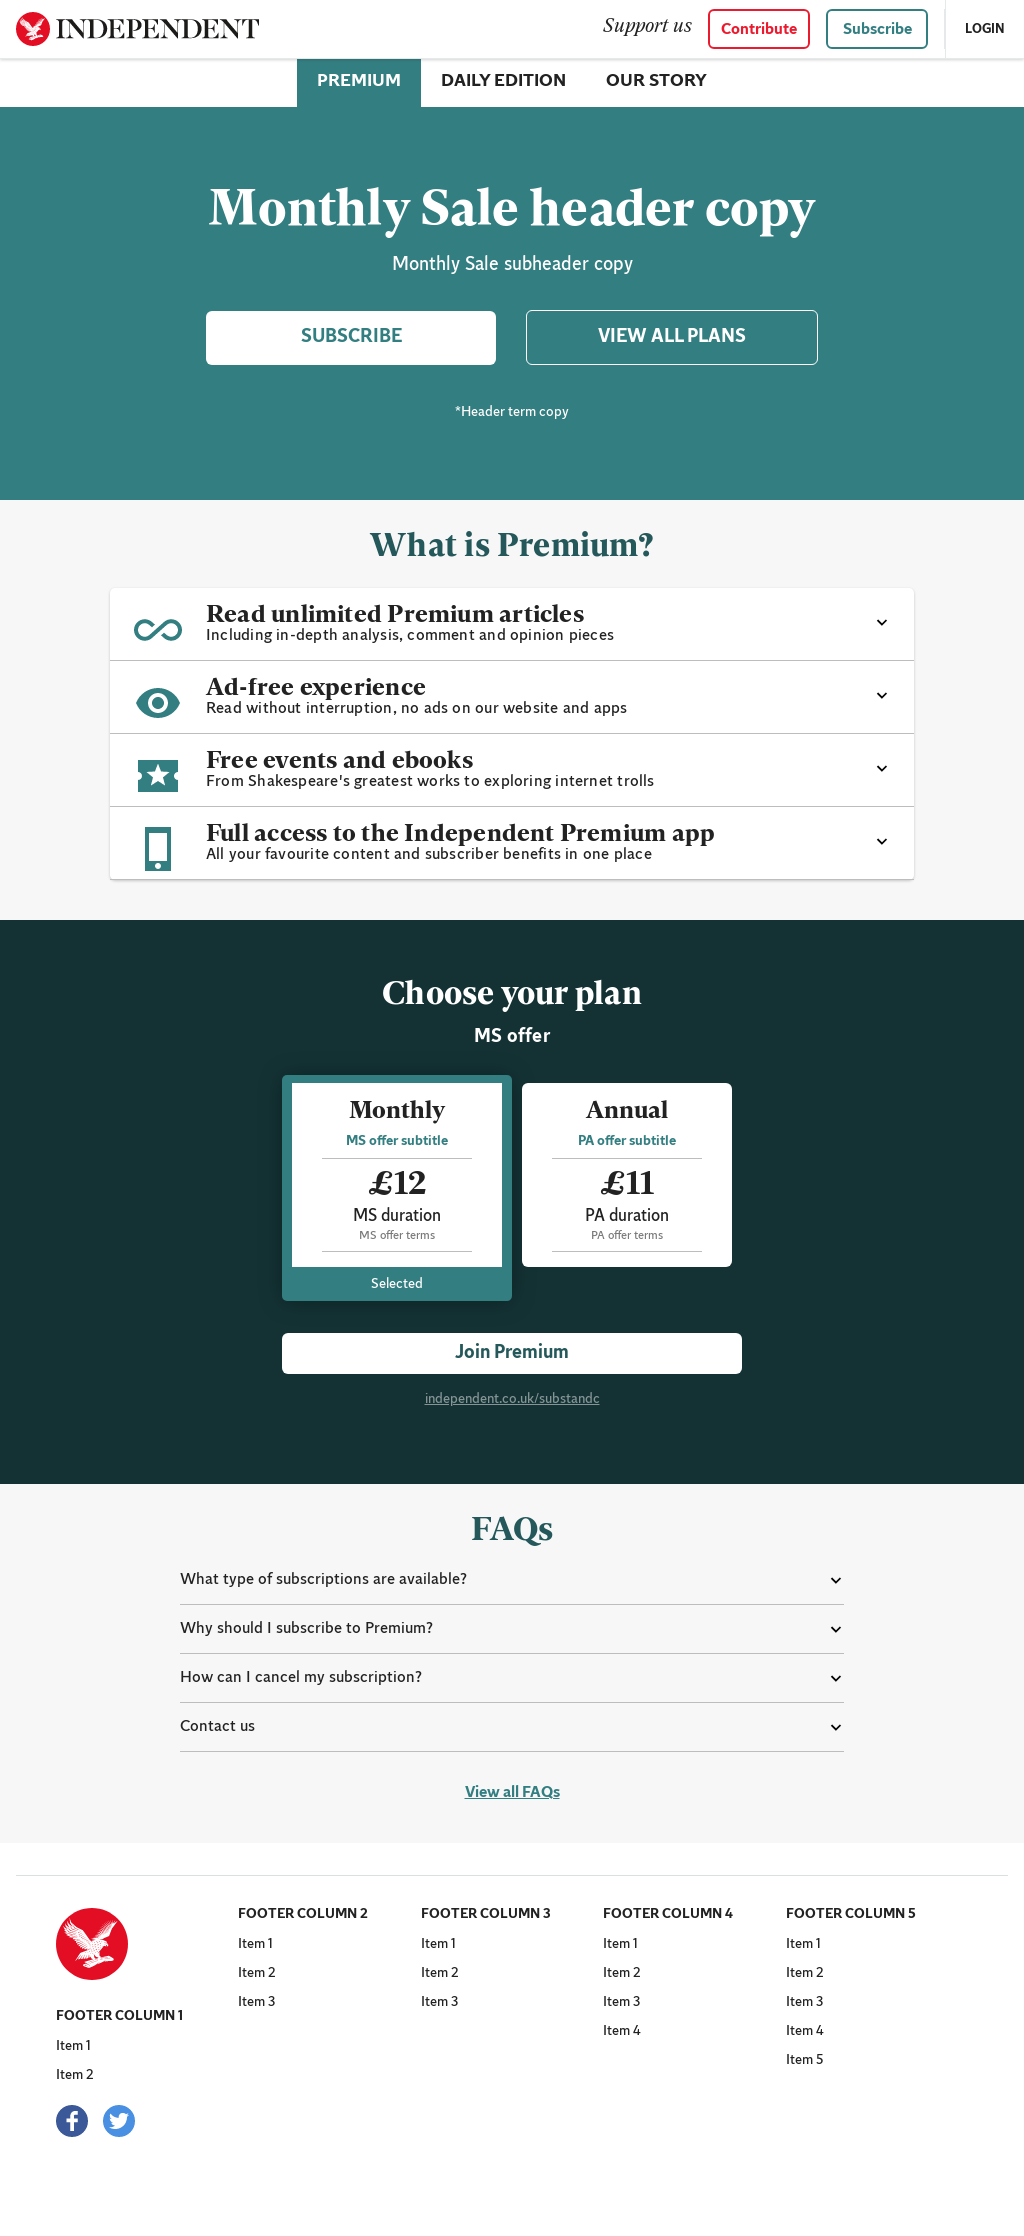 INDEPENDENT
Support us
Contribute
Subscribe
LOGIN
PREMIUM
DAILY EDITION
OUR STORY
Monthly Sale header copy
Monthly Sale subheader copy
SUBSCRIBE
VIEW ALL PLANS
*Header term copy
What is Premium?
Read unlimited Premium articles
Including in-depth analysis, comment and opinion pieces
Ad-free experience
Read without interruption, no ads on our website and apps
Free events and ebooks
From Shakespeare's greatest works to exploring internet trolls
Full access to the Independent Premium app
All your favourite content and subscriber benefits in one place
Choose your plan
MS offer
Monthly
MS offer subtitle
£12
MS duration
MS offer terms
Selected
Annual
PA offer subtitle
£11
PA duration
PA offer terms
Join Premium
independent.co.uk/substandc
FAQs
What type of subscriptions are available?
Why should I subscribe to Premium?
How can I cancel my subscription?
Contact us
View all FAQs
FOOTER COLUMN 1
Item 1
Item 2
FOOTER COLUMN 2
Item 1
Item 2
Item 3
FOOTER COLUMN 3
Item 1
Item 2
Item 3
FOOTER COLUMN 4
Item 1
Item 2
Item 3
Item 4
FOOTER COLUMN 5
Item 1
Item 2
Item 3
Item 4
Item 5